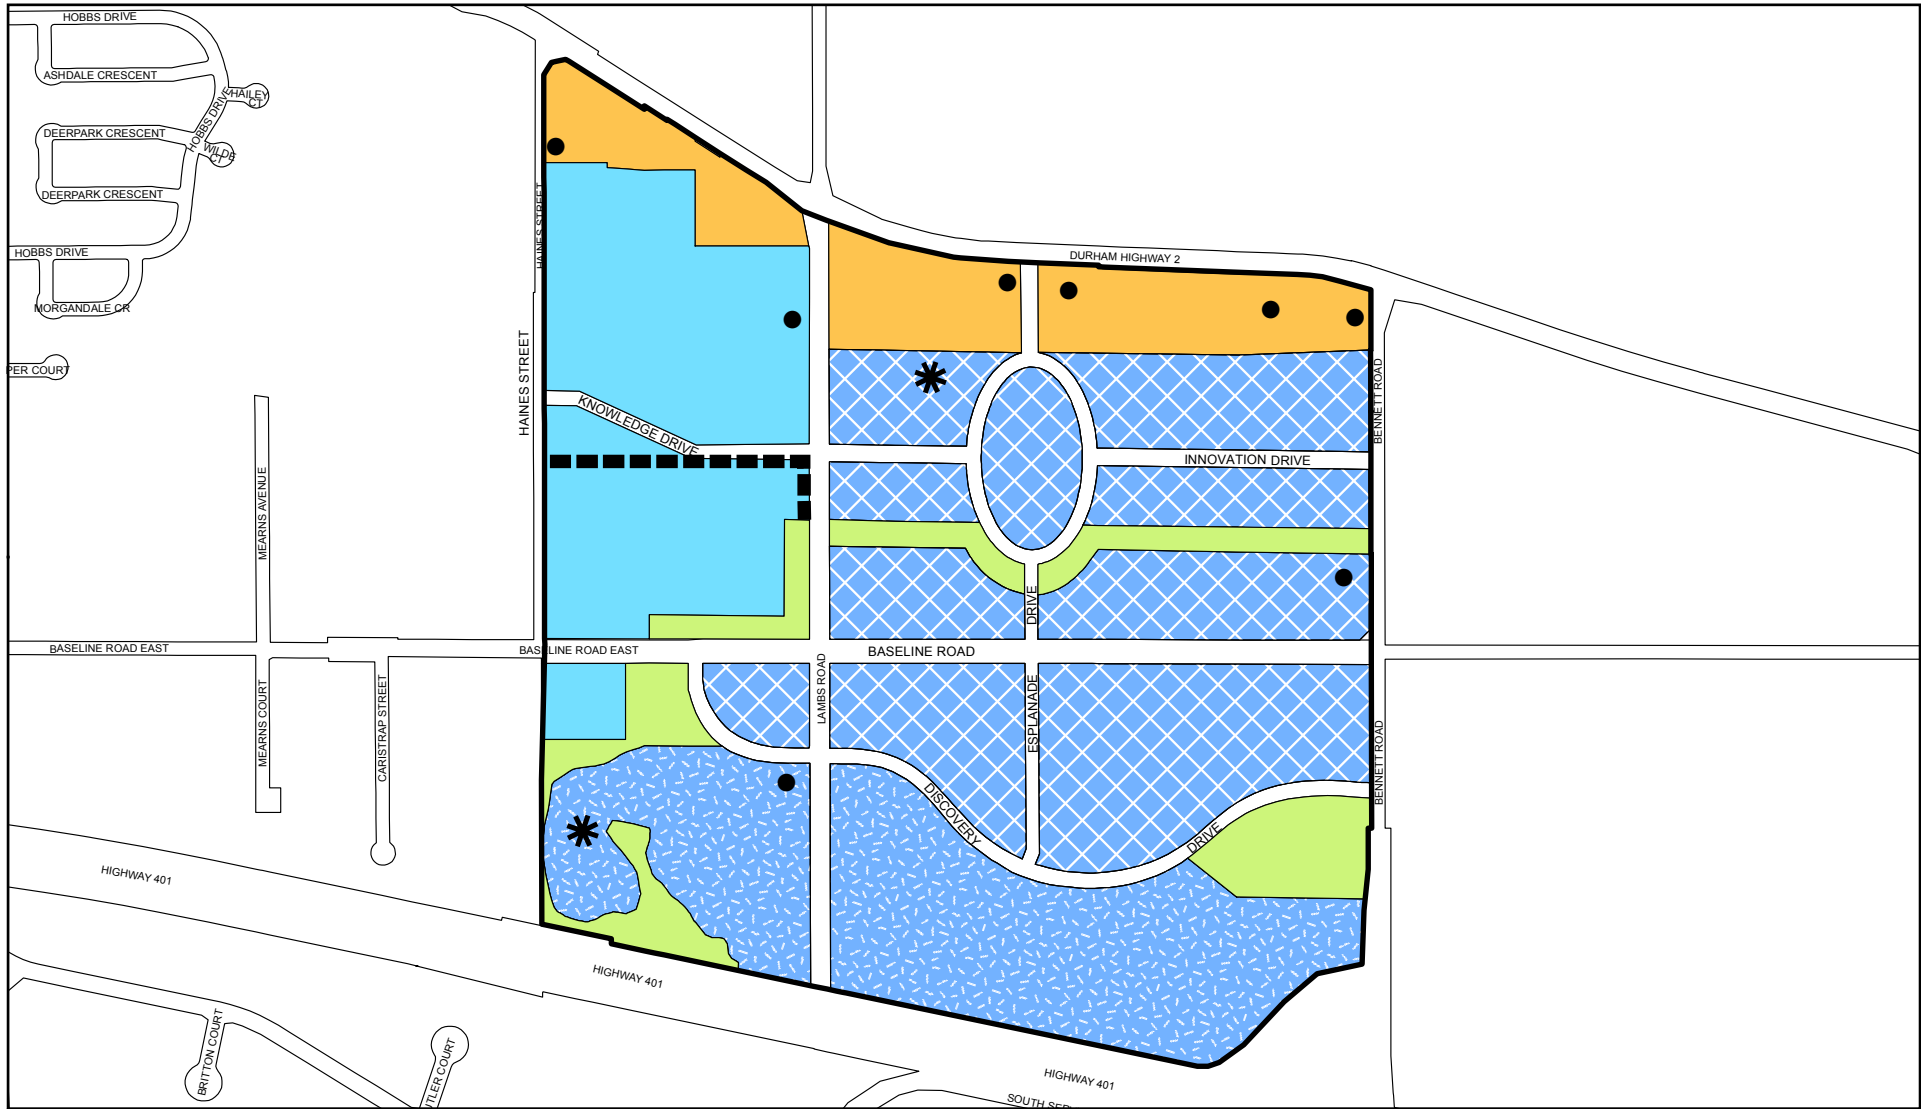 HOBBS DRIVE
ASHDALE CRESCENT
HAILEY
CT
HOBBS DRIVE
DEERPARK CRESCENT
WILDE
CT
DEERPARK CRESCENT
HAINES STREET
HOBBS DRIVE
DURHAM HIGHWAY 2
MORGANDALE CR
PER COURT
HAINES STREET
BENNETT ROAD
KNOWLEDGE DRIVE
INNOVATION DRIVE
MEARNS AVENUE
DRIVE
BASELINE ROAD EAST
BASELINE ROAD EAST
BASELINE ROAD
LAMBS ROAD
MEARNS COURT
CARISTRAP STREET
ESPLANADE
BENNETT ROAD
DISCOVERY
DRIVE
HIGHWAY 401
HIGHWAY 401
BRITTON COURT
UTLER COURT
HIGHWAY 401
SOUTH SER